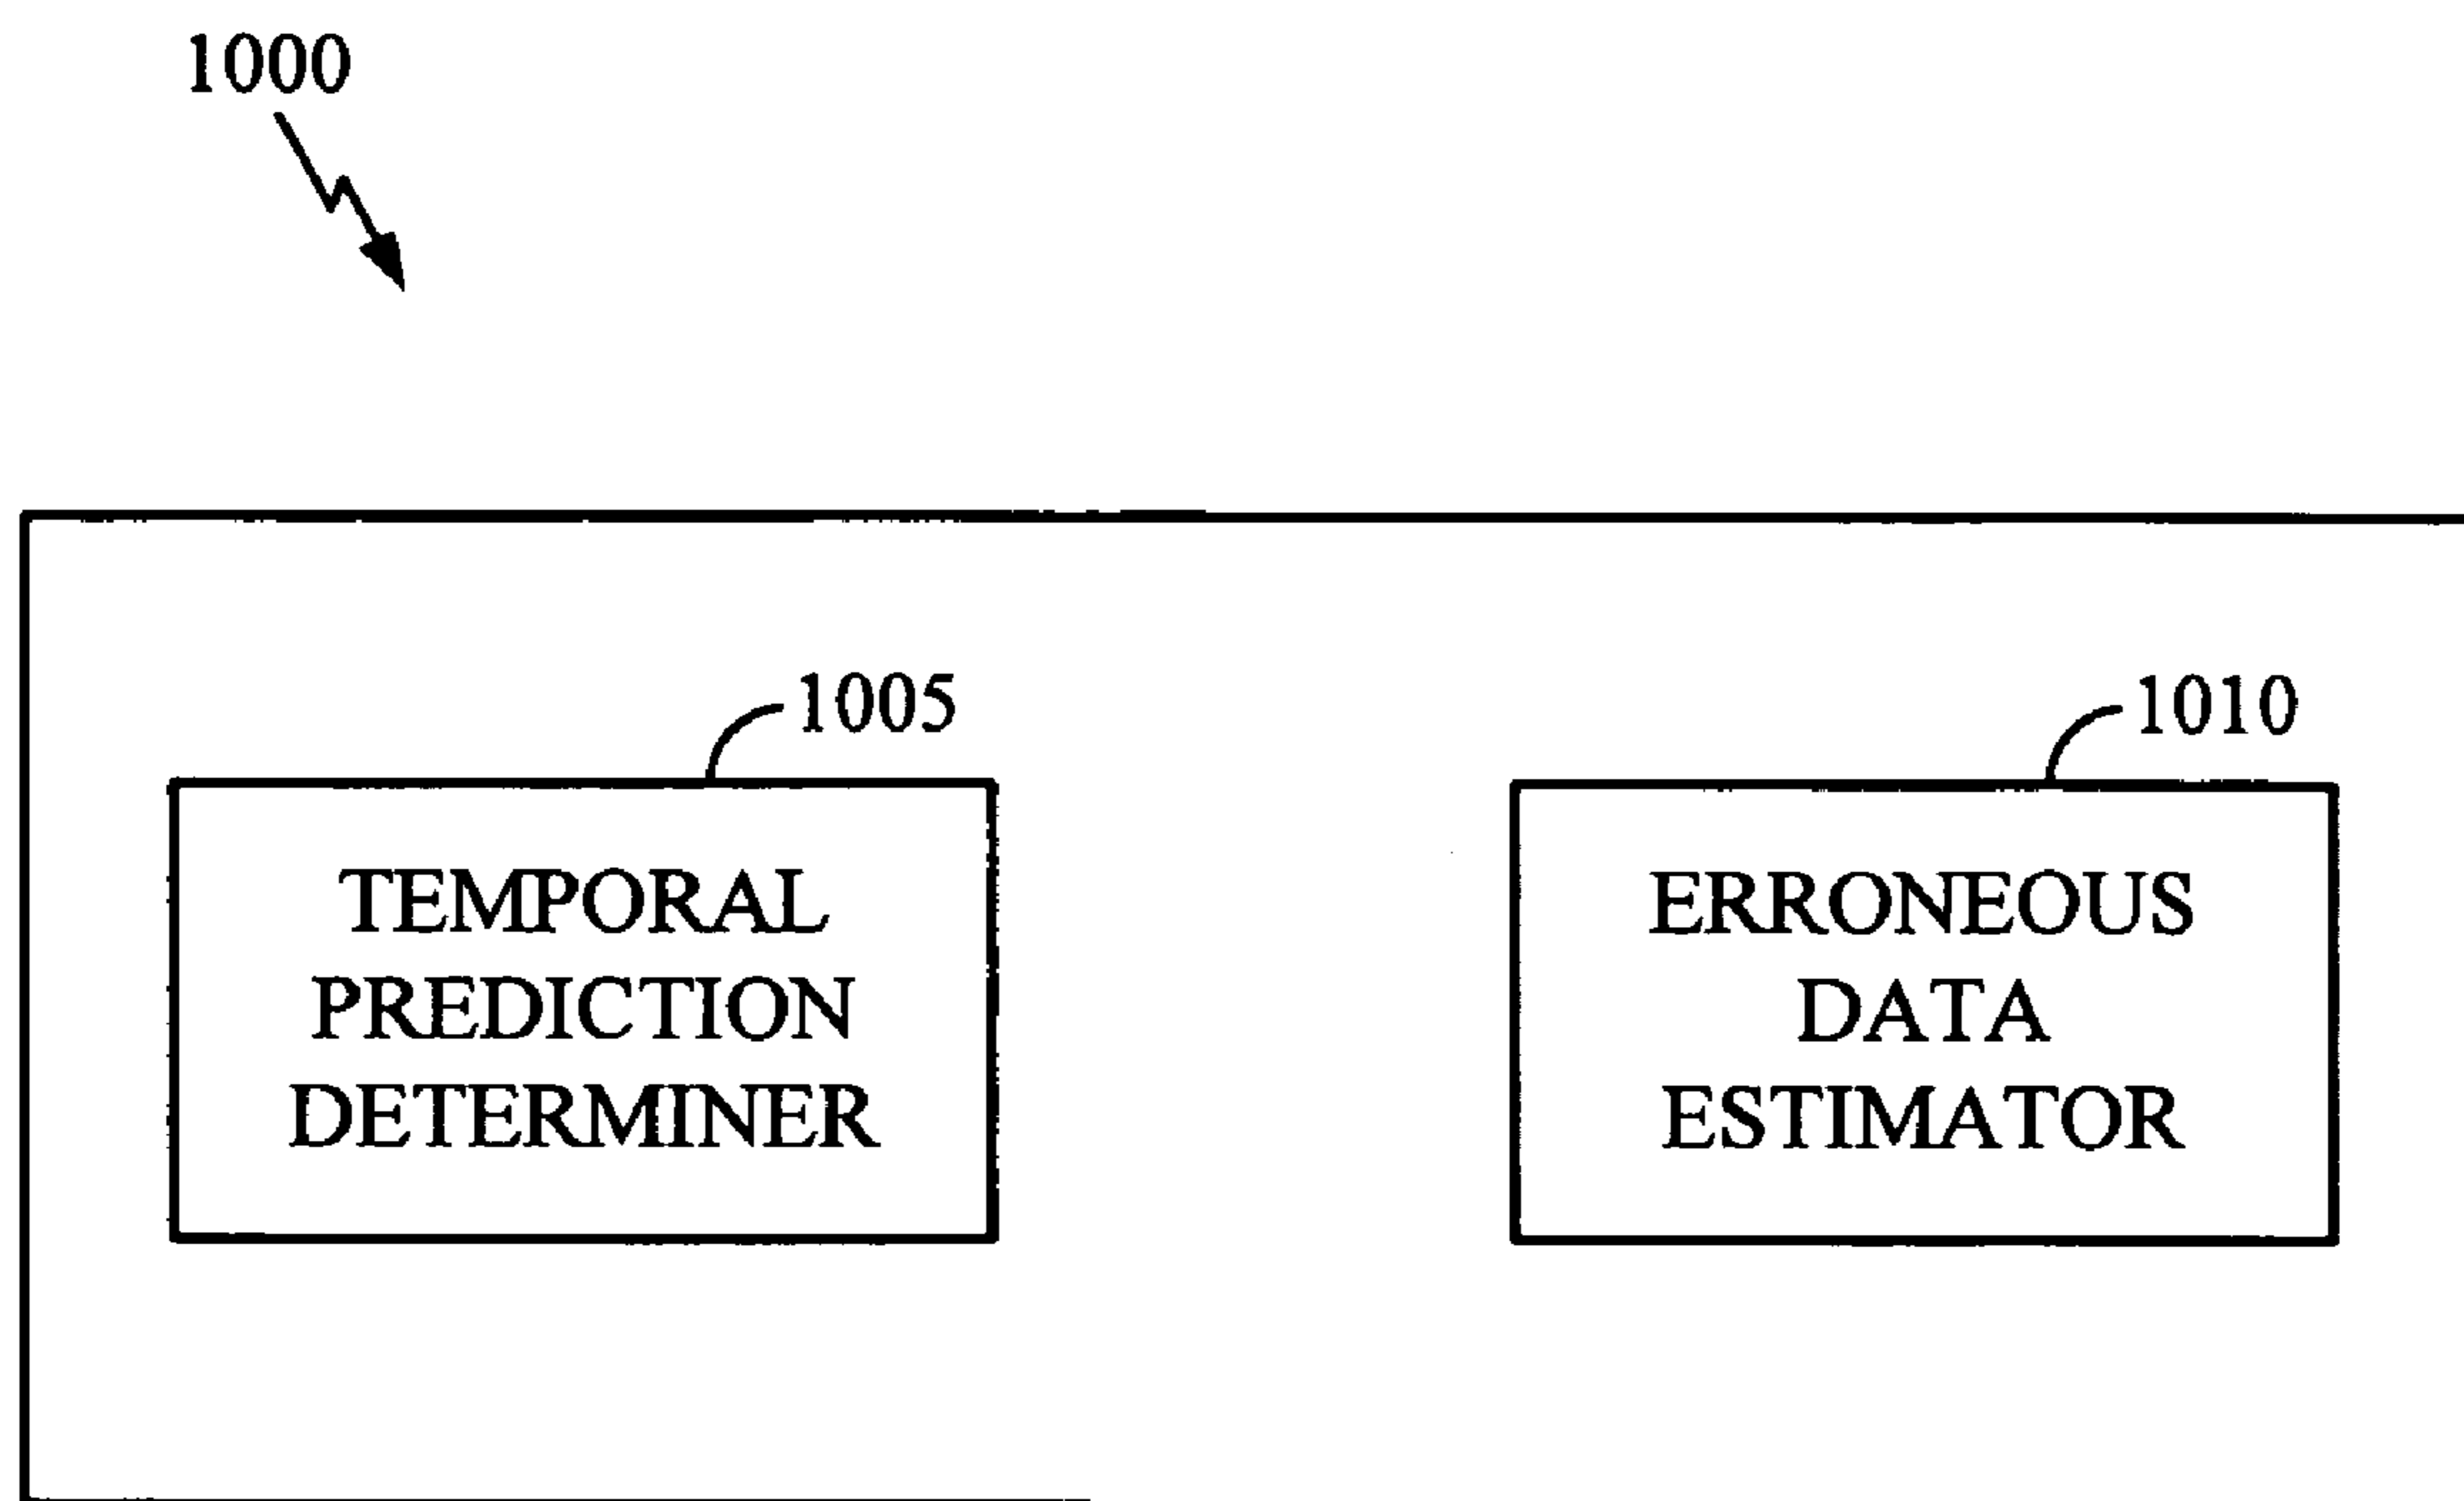 1000
1005
TEMPORAL
PREDICTION
DETERMINER
1010
ERRONEOUS
DATA
ESTIMATOR